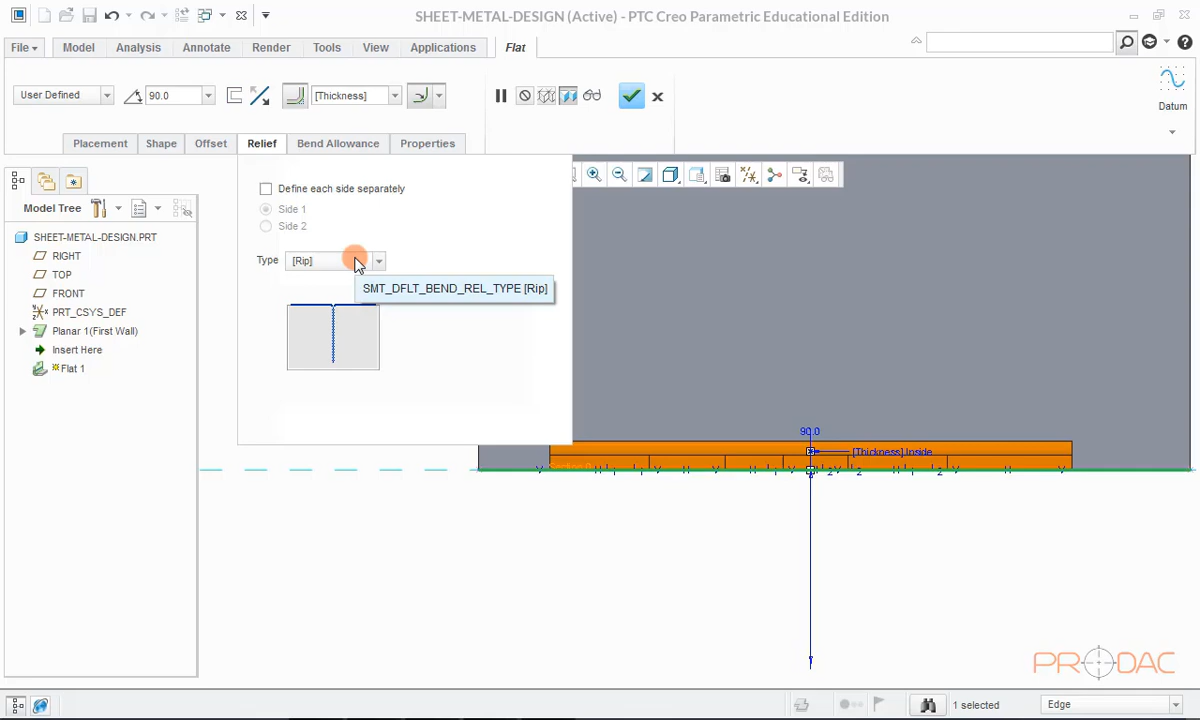 SHEET-METAL-DESIGN (Active) - PTC Creo Parametric Educational Edition
File Model Analysis Annotate Render Tools View Applications Flat
User Defined 90.0 [Thickness]
Datum
Placement Shape Offset Relief Bend Allowance Properties
Define each side separately
Side 1
Side 2
Type [Rip]
SMT_DFLT_BEND_REL_TYPE [Rip]
Model Tree
SHEET-METAL-DESIGN.PRT
RIGHT
TOP
FRONT
PRT_CSYS_DEF
Planar 1(First Wall)
Insert Here
Flat 1
90.0
[Thickness] Inside
V H 2 2 V 2 V H V
PRODAC
1 selected Edge